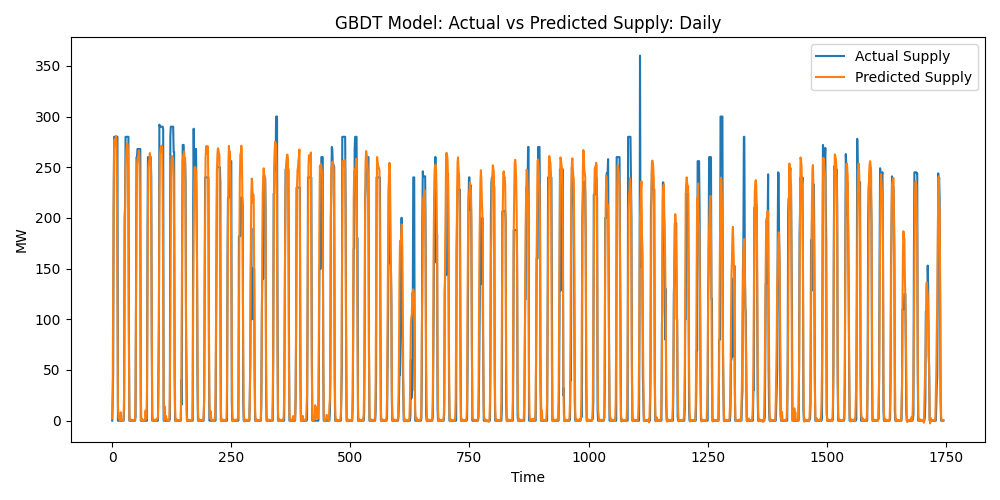 GBDT Model: Actual vs Predicted Supply: Daily
Actual Supply
Predicted Supply
MW
350
300
250
200
150
100
50
0
0 250 500 750 1000 1250 1500 1750
Time